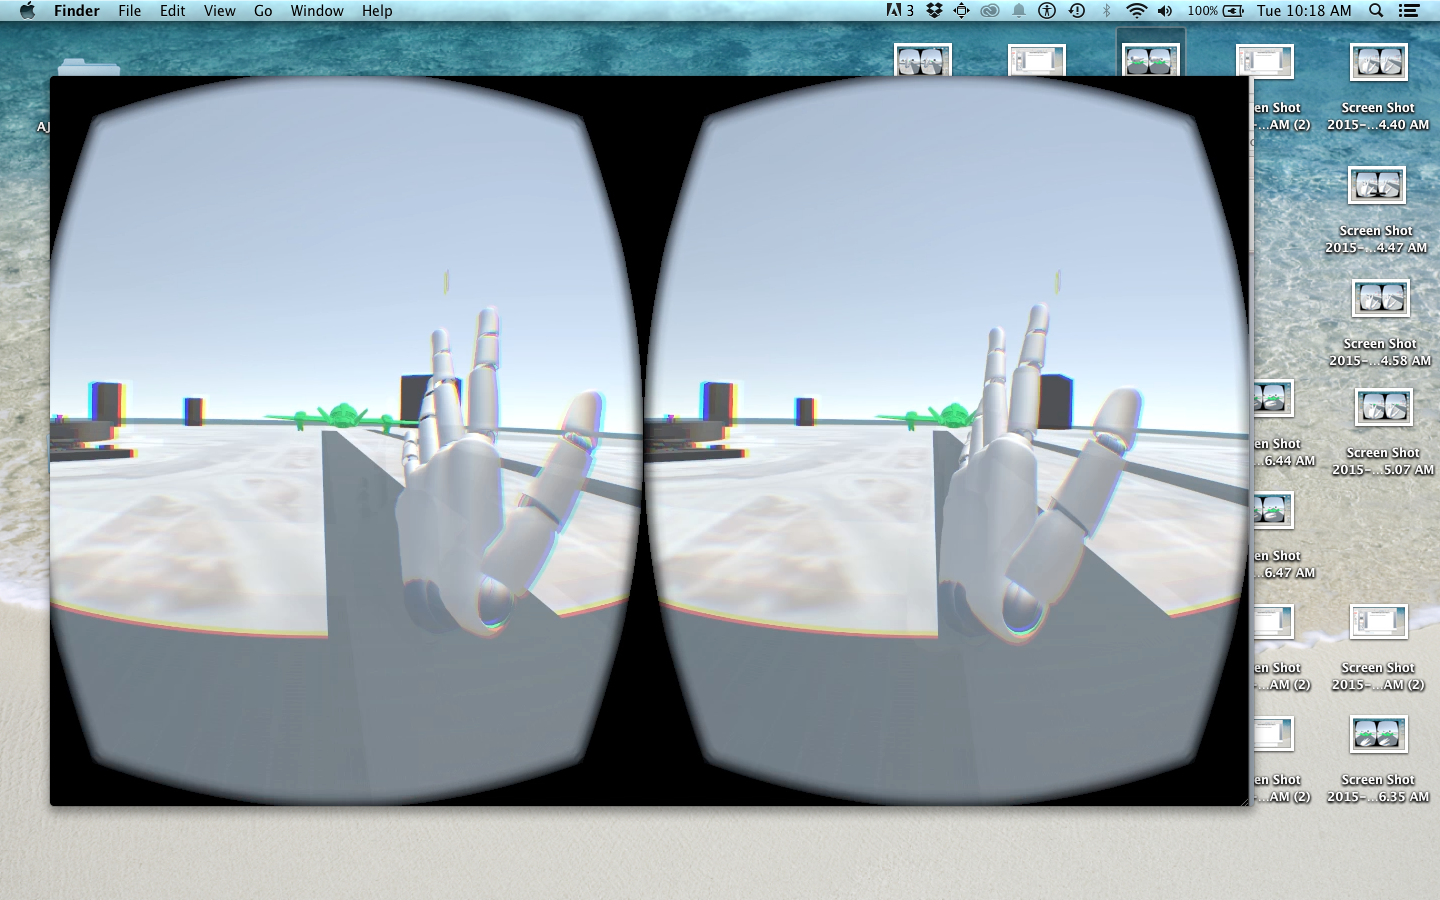 Finder File Edit View Go Window Help 3 100% Tue 10:18 AM
AJ
en Shot
-...AM (2)
Screen Shot
2015-...4.40 AM
Screen Shot
2015-...4.47 AM
Screen Shot
2015-...4.58 AM
en Shot
...6.44 AM
Screen Shot
2015-...5.07 AM
en Shot
...6.47 AM
en Shot
-...AM (2)
Screen Shot
2015-...AM (2)
en Shot
-...AM (2)
Screen Shot
2015-...6.35 AM